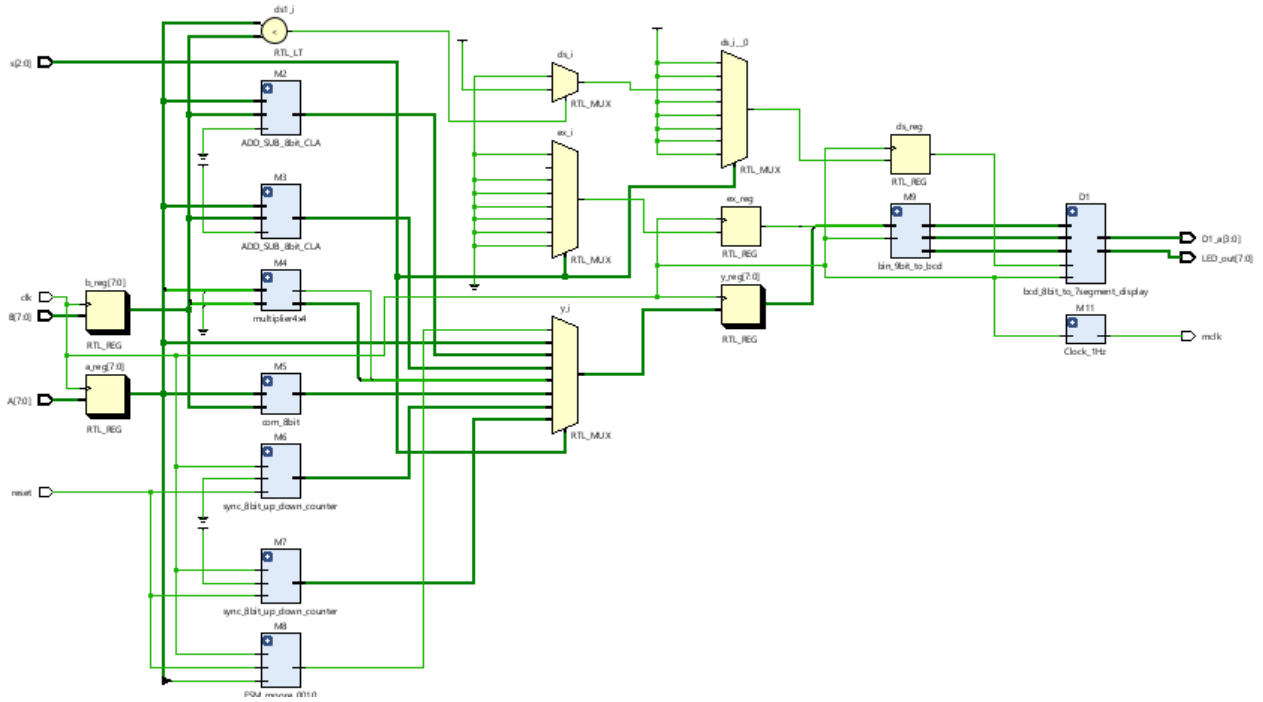 ds1_i
<
RTL_LT
s[2:0]
M2
ADD_SUB_8bit_CLA
M3
ADD_SUB_8bit_CLA
M4
multiplier4x4
clk
b_reg[7:0]
B[7:0]
RTL_REG
a_reg[7:0]
A[7:0]
RTL_REG
M5
com_8bit
M6
sync_8bit_up_down_counter
reset
M7
sync_8bit_up_down_counter
M8
FSM_moore_0010
ds_i
RTL_MUX
ex_i
RTL_MUX
y_i
RTL_MUX
ds_i__0
RTL_MUX
ex_reg
RTL_REG
y_reg[7:0]
RTL_REG
ds_reg
RTL_REG
M9
bin_9bit_to_bcd
D1
bcd_8bit_to_7segment_display
D1_a[3:0]
LED_out[7:0]
M11
Clock_1Hz
mclk